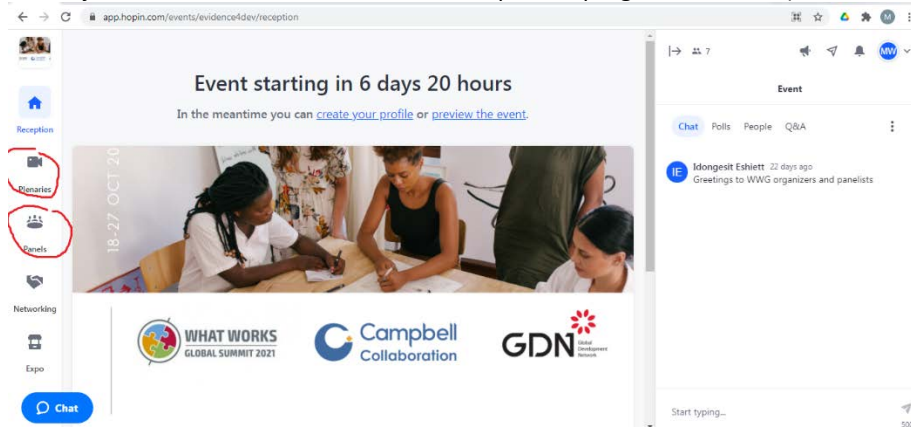 app.hopin.com/events/evidence4dev/reception
7
MW
Event starting in 6 days 20 hours
In the meantime you can create your profile or preview the event.
Reception
Plenaries
Panels
Networking
Expo
Chat
18-27 OCT 20
WHAT WORKS
GLOBAL SUMMIT 2021
Campbell
Collaboration
GDN
Global
Development
Network
Event
Chat Polls People Q&A
IE
Idongesit Eshiett 22 days ago
Greetings to WWG organizers and panelists
Start typing...